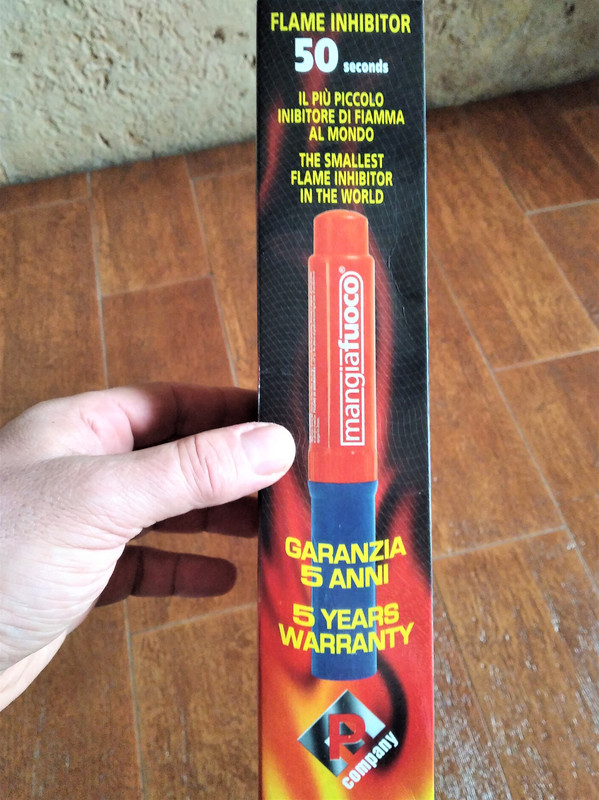 FLAME INHIBITOR
50 seconds
IL PIÙ PICCOLO
INIBITORE DI FIAMMA
AL MONDO
THE SMALLEST
FLAME INHIBITOR
IN THE WORLD
mangiafuoco®
GARANZIA
5 ANNI
5 YEARS
WARRANTY
P
company